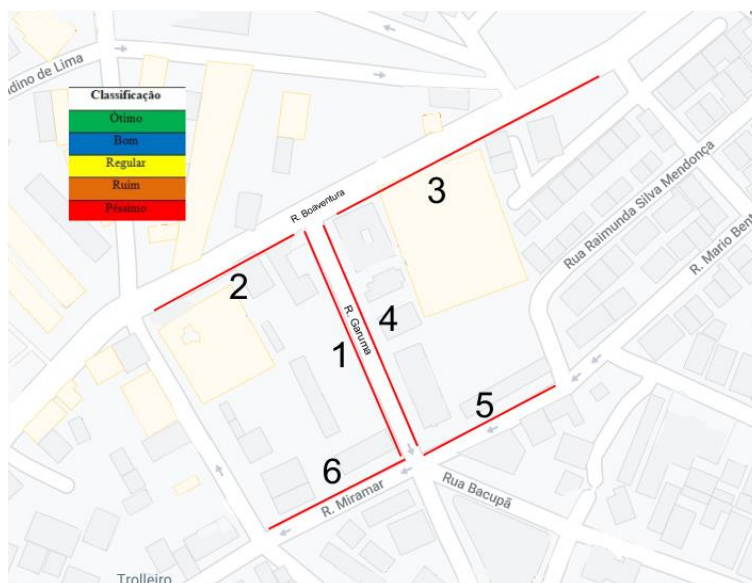 dino de Lima
Classificação
Ótimo
Bom
Regular
Ruim
Péssimo
R. Boaventura
3
Rua Raimunda Silva Mendonça
R. Mario Bent
2
R. Garuma
4
1
5
6
R. Miramar
Rua Bacupã
Trolleiro